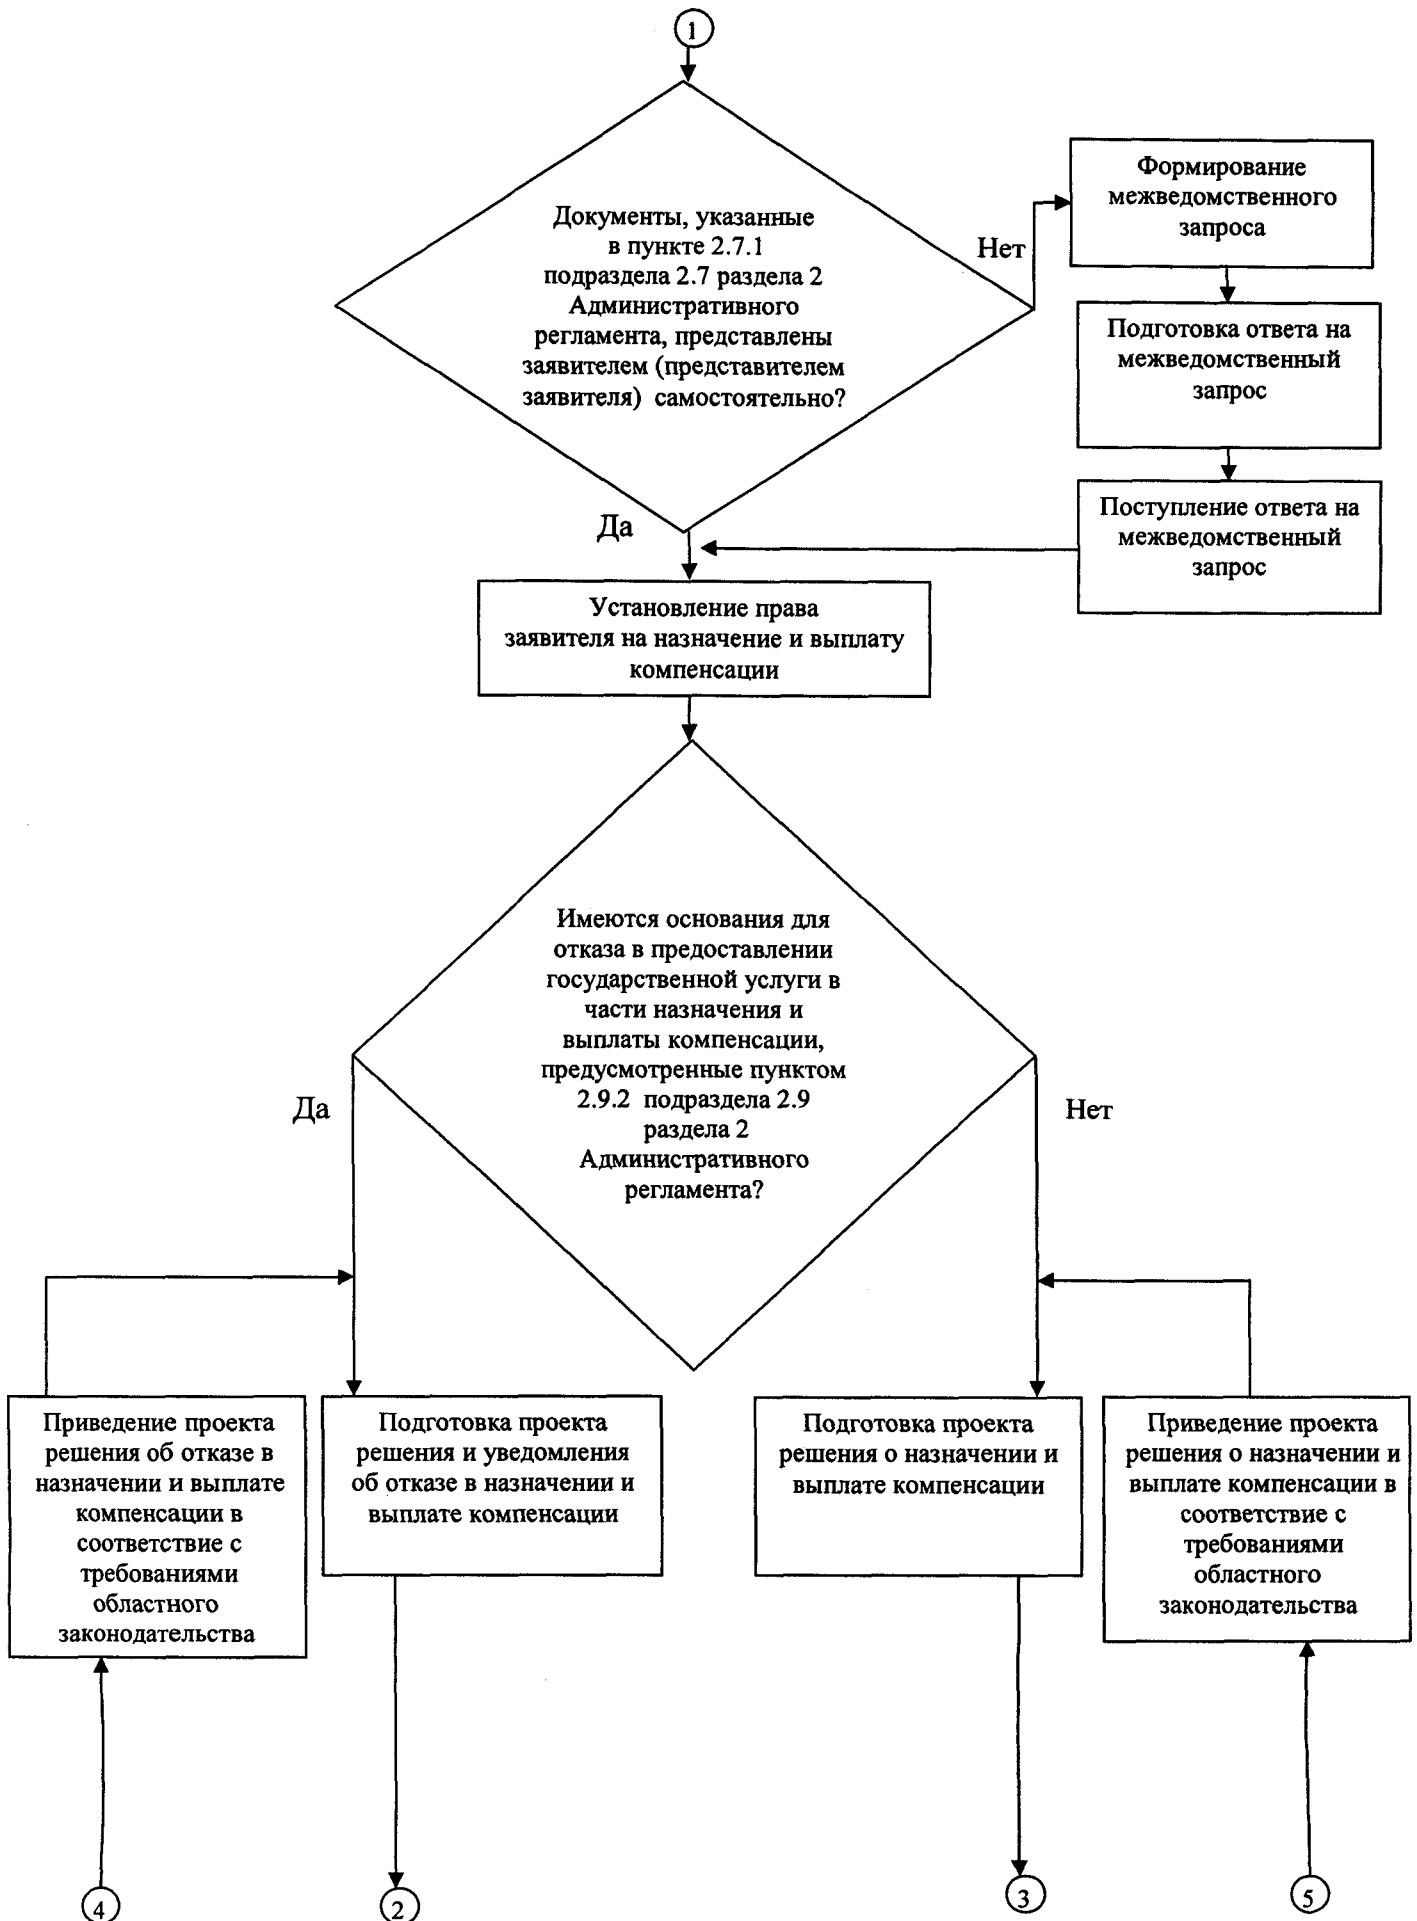 1
Документы, указанные
в пункте 2.7.1
подраздела 2.7 раздела 2
Административного
регламента, представлены
заявителем (представителем
заявителя) самостоятельно?
Нет
Формирование
межведомственного
запроса
Подготовка ответа на
межведомственный
запрос
Поступление ответа на
межведомственный
запрос
Да
Установление права
заявителя на назначение и выплату
компенсации
Имеются основания для
отказа в предоставлении
государственной услуги в
части назначения и
выплаты компенсации,
предусмотренные пунктом
2.9.2 подраздела 2.9
раздела 2
Административного
регламента?
Да
Нет
Приведение проекта
решения об отказе в
назначении и выплате
компенсации в
соответствие с
требованиями
областного
законодательства
Подготовка проекта
решения и уведомления
об отказе в назначении и
выплате компенсации
Подготовка проекта
решения о назначении и
выплате компенсации
Приведение проекта
решения о назначении и
выплате компенсации в
соответствие с
требованиями
областного
законодательства
4
2
3
5